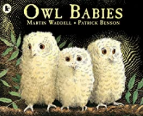 OWL BABIES
MARTIN WADDELL • PATRICK BENSON